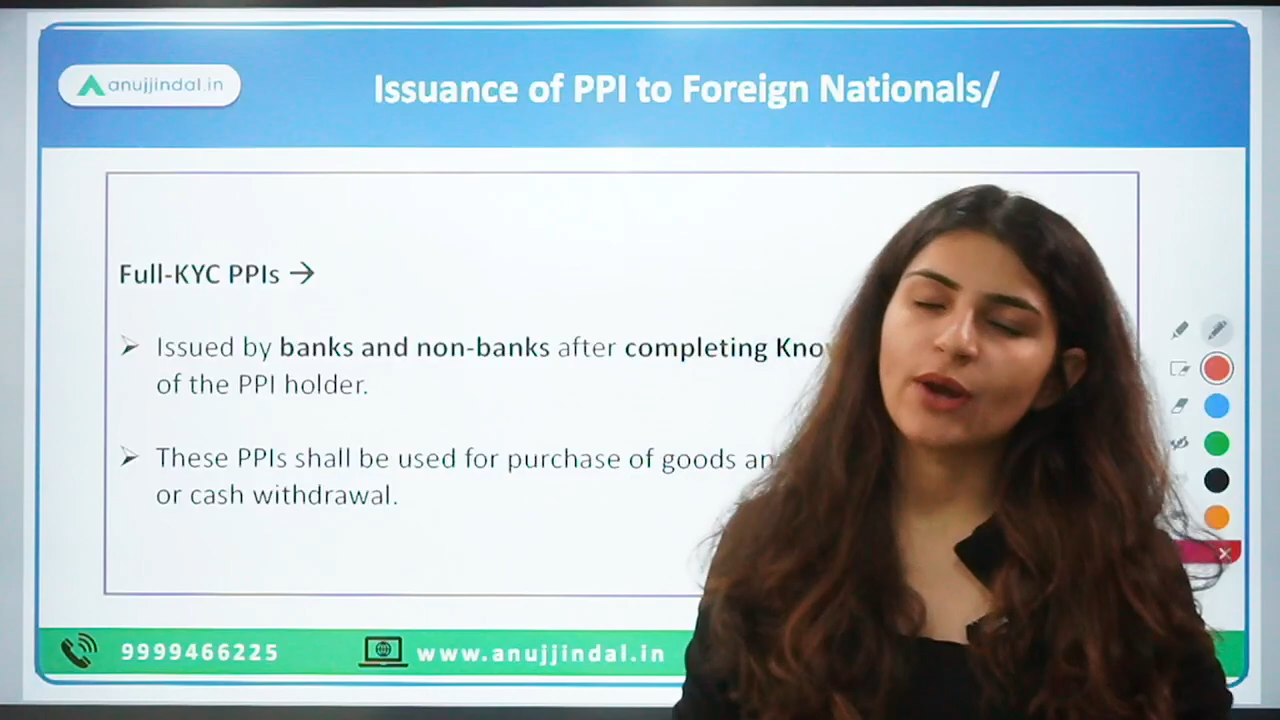 anujjindal.in
Issuance of PPI to Foreign Nationals/
Full-KYC PPIs →
➢ Issued by banks and non-banks after completing
of the PPI holder.
➢ These PPIs shall be used for purchase of goods
or cash withdrawal.
9999466225
www.anujjindal.in